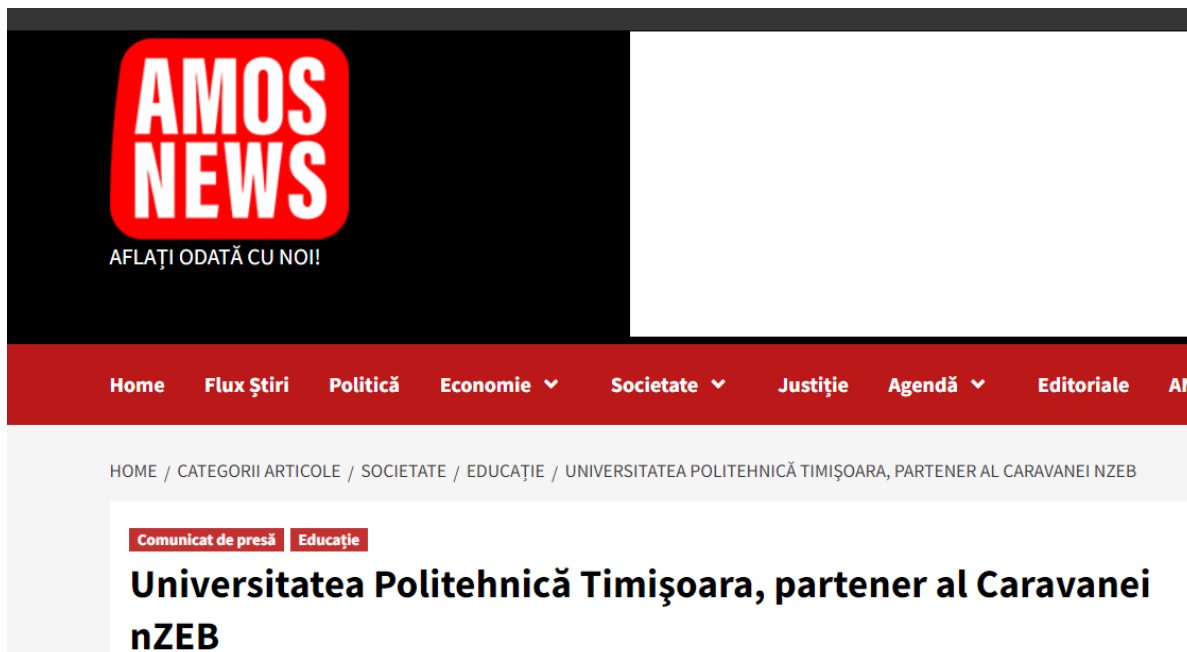 AMOS
NEWS
AFLAȚI ODATĂ CU NOI!
Home Flux Știri Politică Economie Societate Justiție Agendă Editoriale
HOME / CATEGORII ARTICOLE / SOCIETATE / EDUCAȚIE / UNIVERSITATEA POLITEHNICĂ TIMIŞOARA, PARTENER AL CARAVANEI NZEB
Comunicat de presă Educație
Universitatea Politehnică Timişoara, partener al Caravanei
nZEB